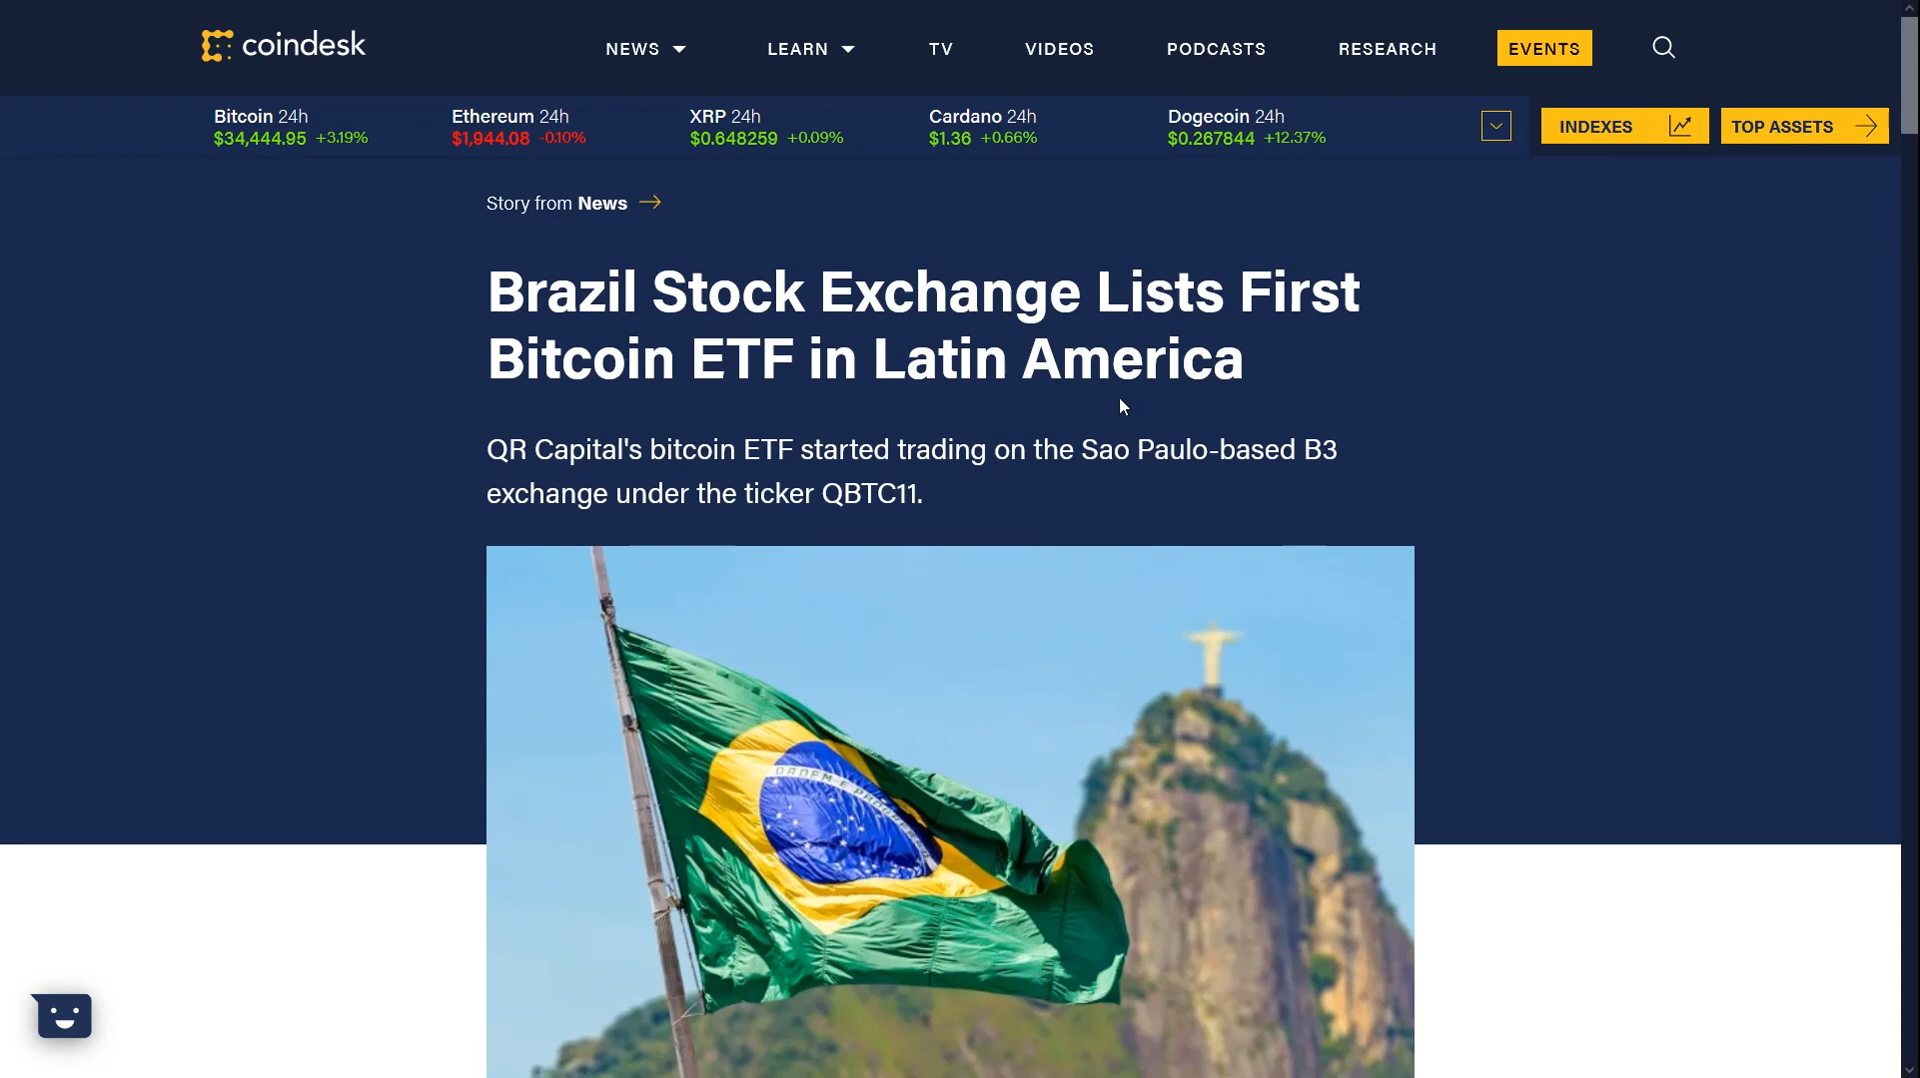 coindesk
NEWS
LEARN
TV
VIDEOS
PODCASTS
RESEARCH
EVENTS
Bitcoin 24h
$34,444.95 +3.19%
Ethereum 24h
$1,944.08 -0.10%
XRP 24h
$0.648259 +0.09%
Cardano 24h
$1.36 +0.66%
Dogecoin 24h
$0.267844 +12.37%
INDEXES
TOP ASSETS
Story from News
Brazil Stock Exchange Lists First
Bitcoin ETF in Latin America
QR Capital's bitcoin ETF started trading on the Sao Paulo-based B3
exchange under the ticker QBTC11.
ORDEM E PROGRESSO